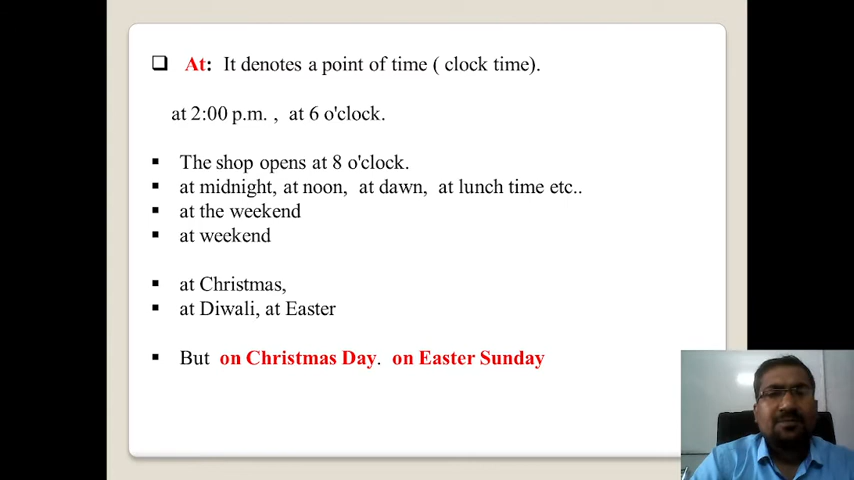 At: It denotes a point of time ( clock time).
at 2:00 p.m. , at 6 o'clock.
The shop opens at 8 o'clock.
at midnight, at noon, at dawn, at lunch time etc..
at the weekend
at weekend
at Christmas,
at Diwali, at Easter
But on Christmas Day. on Easter Sunday